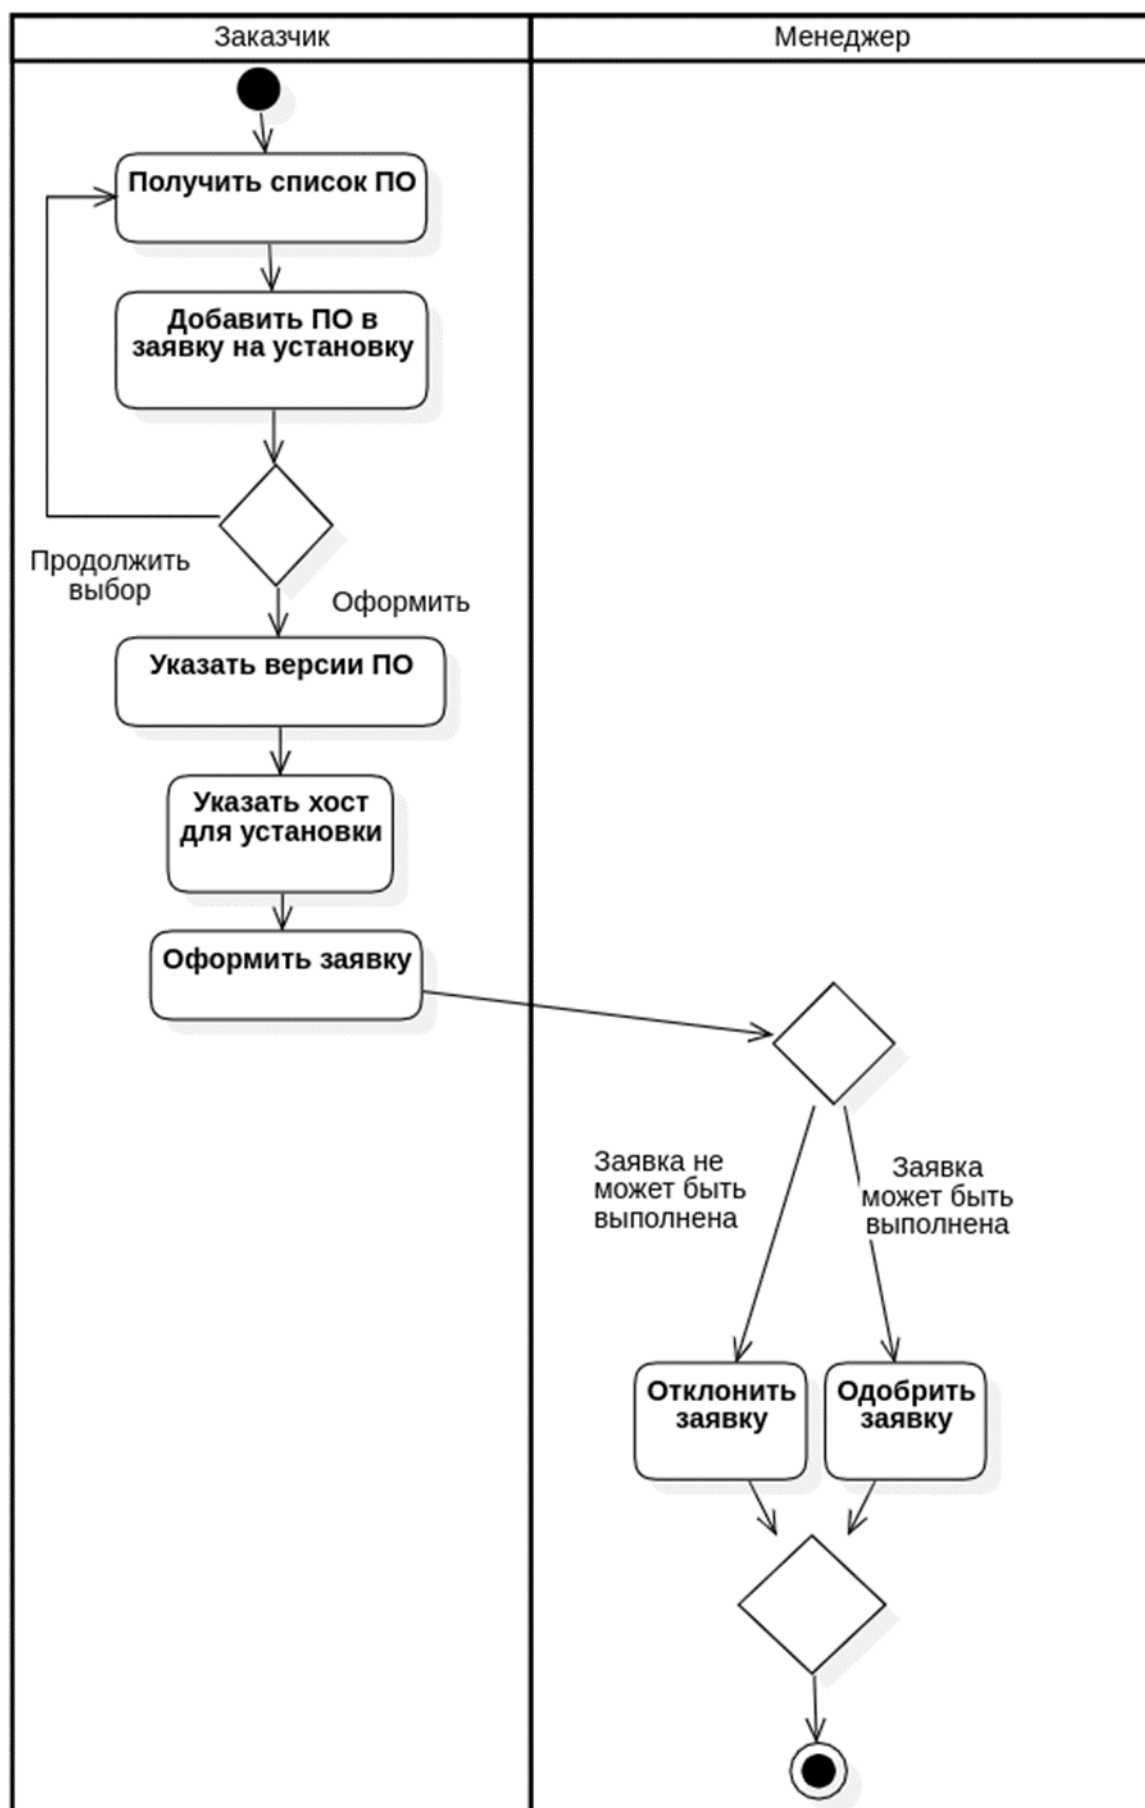 Заказчик
Менеджер
Получить список ПО
Добавить ПО в
заявку на установку
Продолжить
выбор
Оформить
Указать версии ПО
Указать хост
для установки
Оформить заявку
Заявка не
может быть
выполнена
Заявка
может быть
выполнена
Отклонить
заявку
Одобрить
заявку